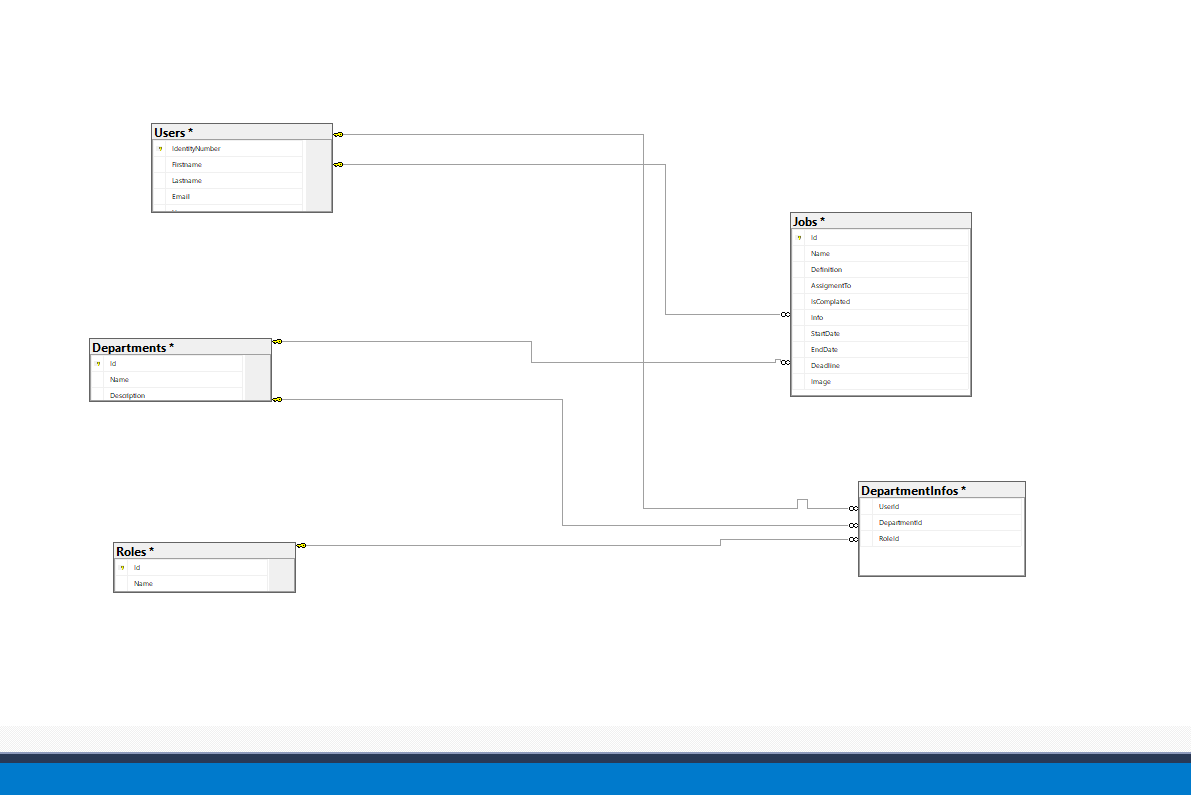 Users *
IdentityNumber
Firstname
Lastname
Email
Jobs *
Id
Name
Definition
AssigmentTo
IsComplated
Info
StartDate
EndDate
Deadline
Image
Departments *
Id
Name
Description
DepartmentInfos *
UserId
DepartmentId
RoleId
Roles *
Id
Name